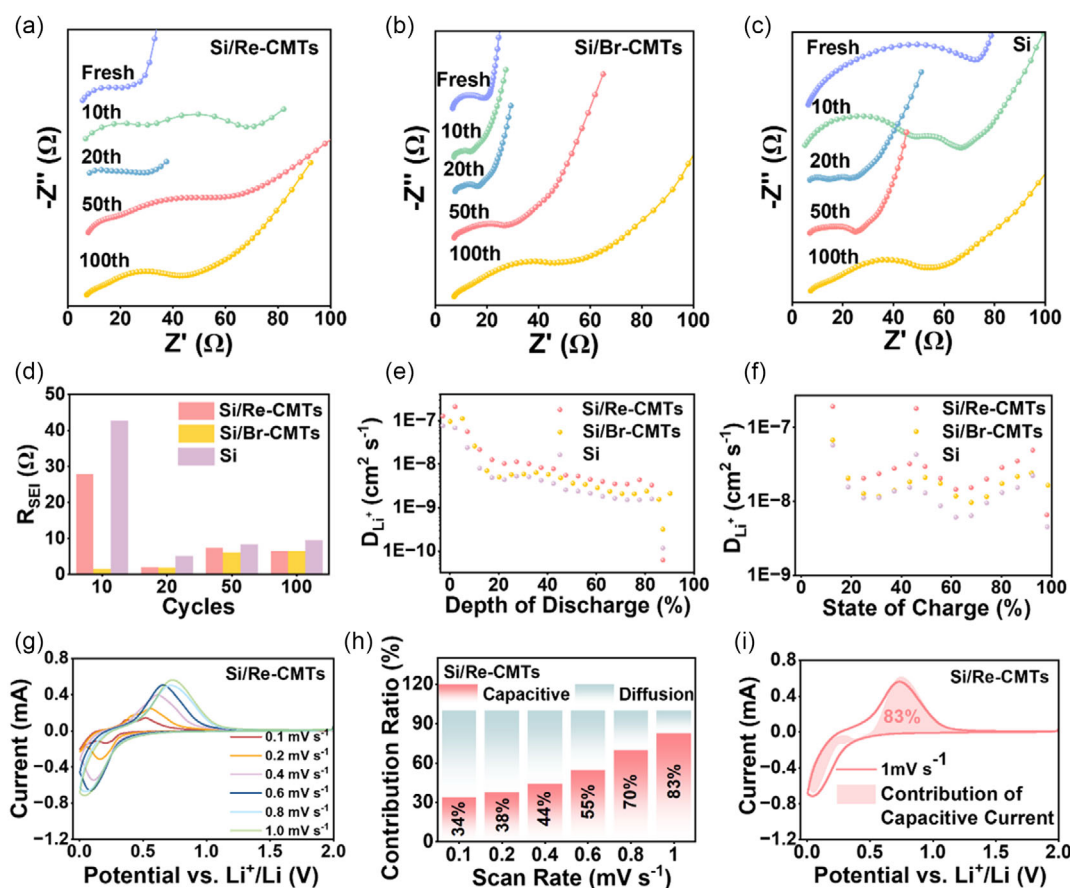 (a)
Si/Re-CMTs
Fresh
10th
20th
50th
100th
-Z" (Ω)
0 20 40 60 80 100
Z' (Ω)
(b)
Si/Br-CMTs
Fresh
10th
20th
50th
100th
-Z" (Ω)
0 20 40 60 80 100
Z' (Ω)
(c)
Si
Fresh
10th
20th
50th
100th
-Z" (Ω)
0 20 40 60 80 100
Z' (Ω)
(d)
50
40
30
20
10
0
R_SEI (Ω)
Si/Re-CMTs
Si/Br-CMTs
Si
10 20 50 100
Cycles
(e)
1E-7
1E-8
1E-9
1E-10
D_Li⁺ (cm² s⁻¹)
Si/Re-CMTs
Si/Br-CMTs
Si
0 20 40 60 80 100
Depth of Discharge (%)
(f)
1E-7
1E-8
1E-9
D_Li⁺ (cm² s⁻¹)
Si/Re-CMTs
Si/Br-CMTs
Si
0 20 40 60 80 100
State of Charge (%)
(g)
0.8
0.4
0.0
−0.4
−0.8
−1.2
Current (mA)
Si/Re-CMTs
0.1 mV s⁻¹
0.2 mV s⁻¹
0.4 mV s⁻¹
0.6 mV s⁻¹
0.8 mV s⁻¹
1.0 mV s⁻¹
0.0 0.5 1.0 1.5 2.0
Potential vs. Li⁺/Li (V)
(h)
120
90
60
30
0
Contribution Ratio (%)
Si/Re-CMTs
Capacitive Diffusion
34% 38% 44% 55% 70% 83%
0.1 0.2 0.4 0.6 0.8 1
Scan Rate (mV s⁻¹)
(i)
0.8
0.4
0.0
−0.4
−0.8
−1.2
Current (mA)
Si/Re-CMTs
83%
1mV s⁻¹
Contribution of
Capacitive Current
0.0 0.5 1.0 1.5 2.0
Potential vs. Li⁺/Li (V)